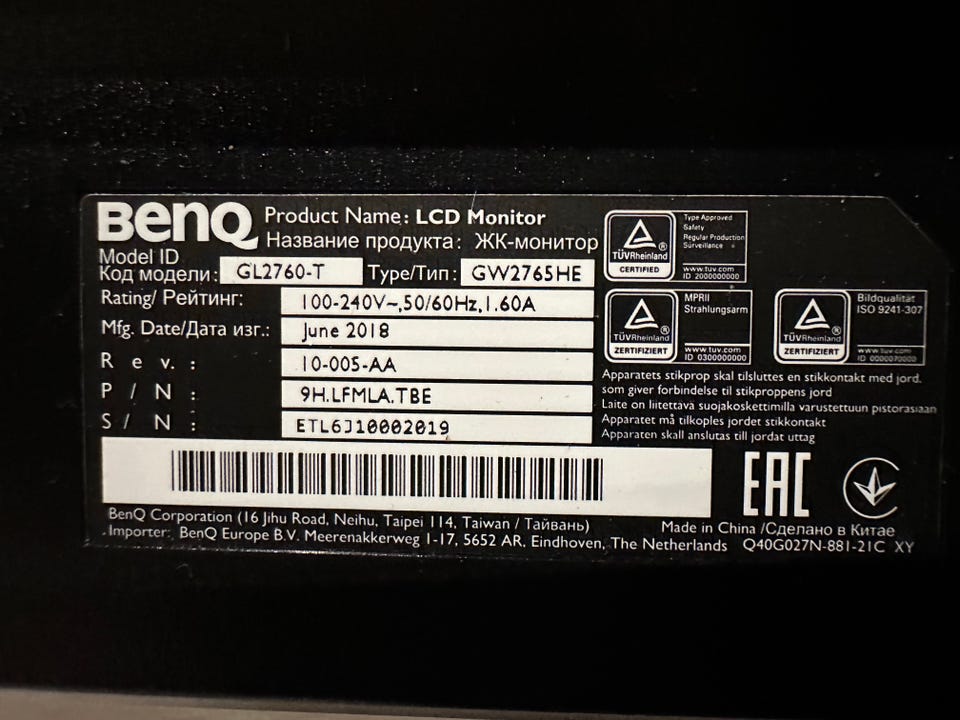 BenQ Product Name: LCD Monitor
Название продукта: ЖК-монитор
Model ID
Код модели: GL2760-T Type/Тип: GW2765HE
Rating/ Рейтинг: 100-240V~,50/60Hz,1.60A
Mfg. Date/Дата изг.: June 2018
R e v. : 10-005-AA
P / N : 9H.LFMLA.TBE
S / N : ETL6J10002019
TÜVRheinland
CERTIFIED
Type Approved
Safety
Regular Production
Surveillance
www.tuv.com
ID 2000000000
TÜVRheinland
ZERTIFIZIERT
MPRII
Strahlungsarm
www.tuv.com
ID 0300000000
TÜVRheinland
ZERTIFIZIERT
Bildqualität
ISO 9241-307
www.tuv.com
ID 0000070000
Apparatets stikprop skal tilsluttes en stikkontakt med jord.
som giver forbindelse til stikproppens jord
Laite on liitettävä suojakoskettimilla varustettuun pistorasiaan
Apparatet må tilkoples jordet stikkontakt
Apparaten skall anslutas till jordat uttag
EAC
BenQ Corporation (16 Jihu Road, Neihu, Taipei 114, Taiwan / Тайвань)
Made in China /Сделано в Китае
Importer: BenQ Europe B.V. Meerenakkerweg 1-17, 5652 AR, Eindhoven, The Netherlands Q40G027N-881-21C XY